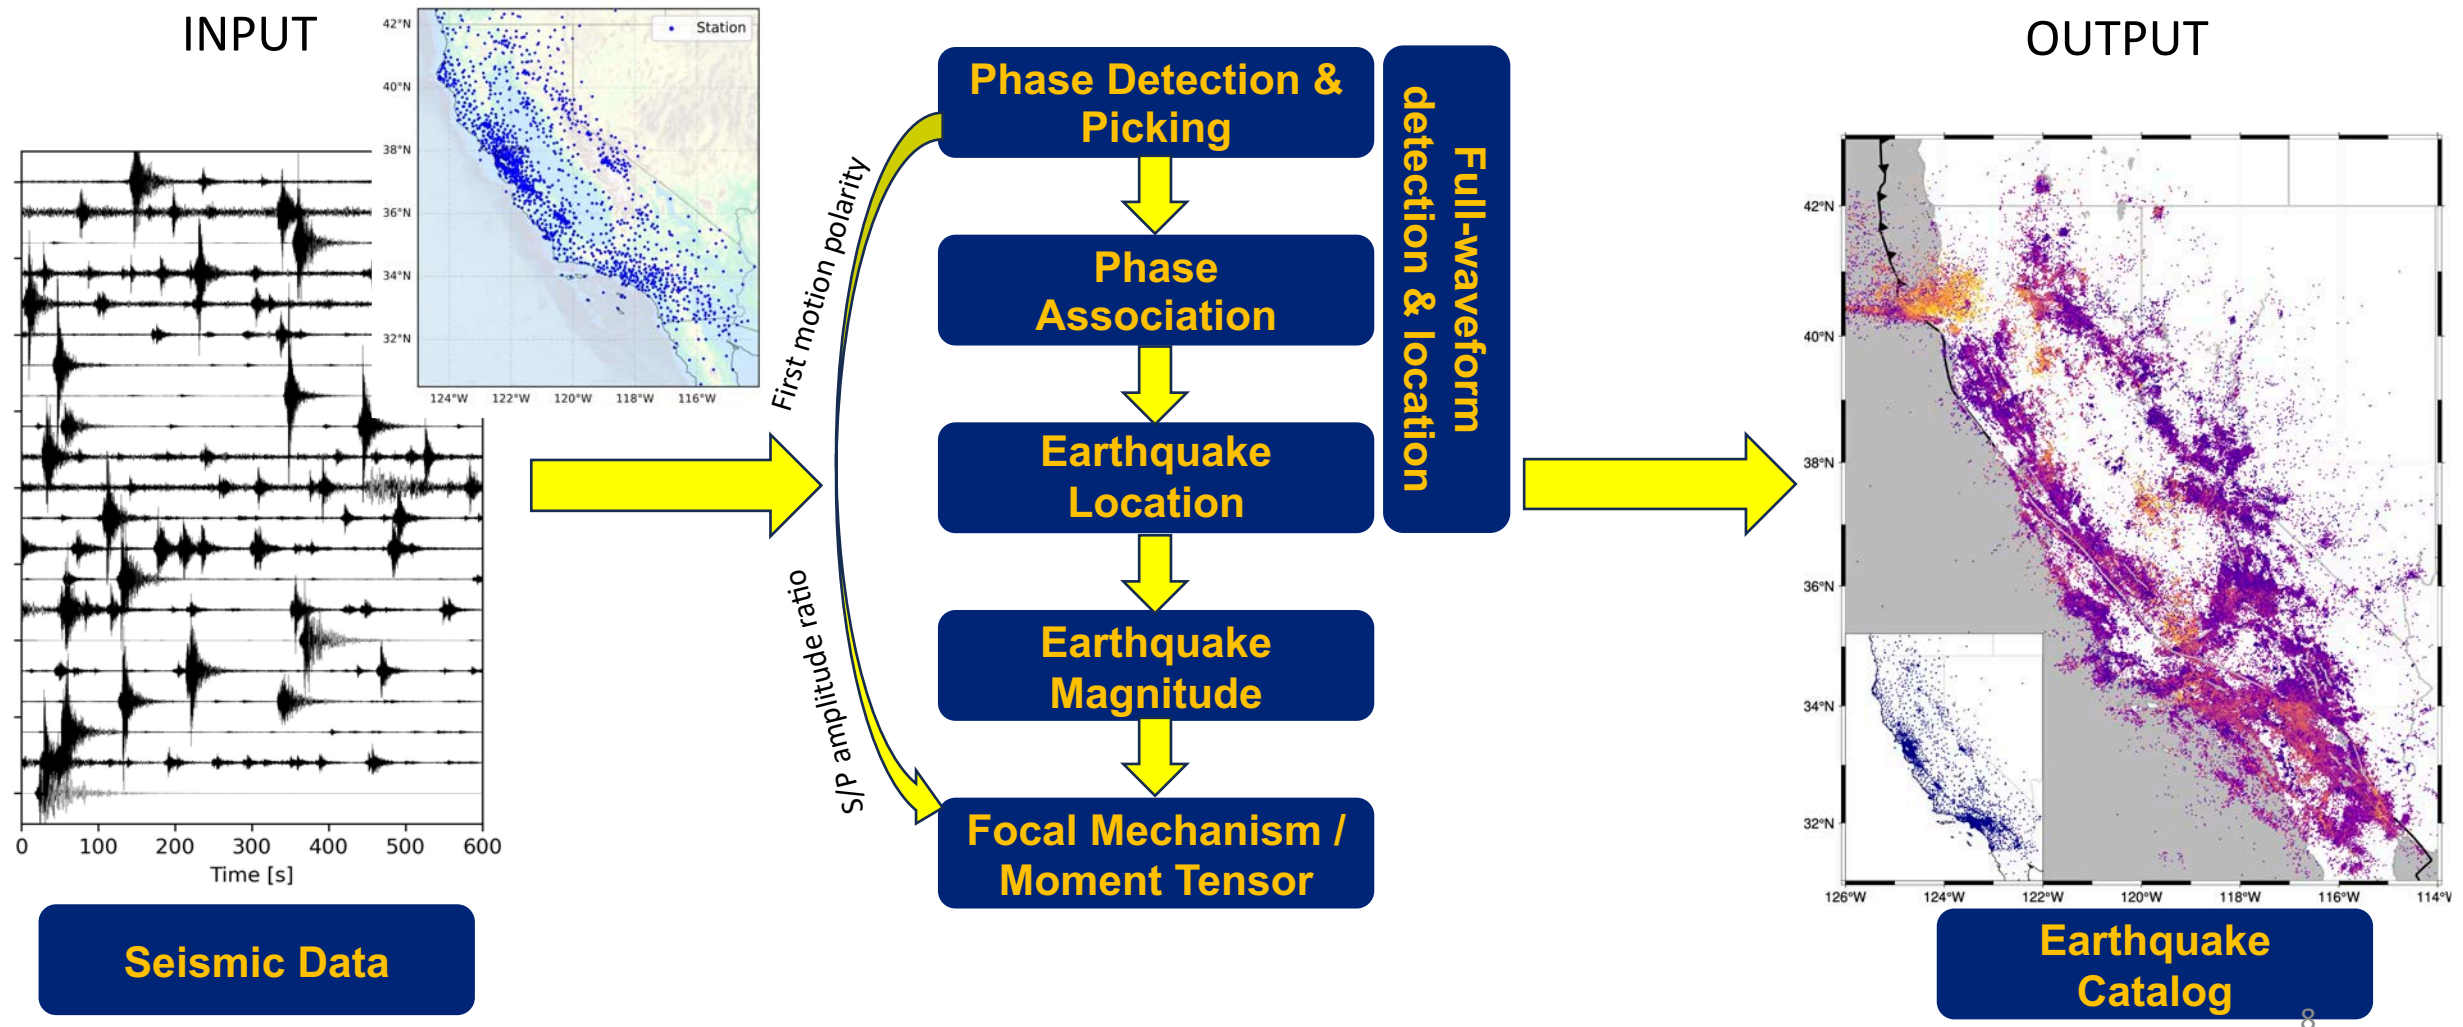 INPUT
42°N
40°N
38°N
36°N
34°N
32°N
Station
124°W 122°W 120°W 118°W 116°W
0 100 200 300 400 500 600
Time [s]
Seismic Data
First motion polarity
S/P amplitude ratio
Phase Detection &
Picking
Phase
Association
Earthquake
Location
Earthquake
Magnitude
Focal Mechanism /
Moment Tensor
Full-waveform
detection & location
OUTPUT
42°N
40°N
38°N
36°N
34°N
32°N
126°W 124°W 122°W 120°W 118°W 116°W 114°
Earthquake
Catalog
8